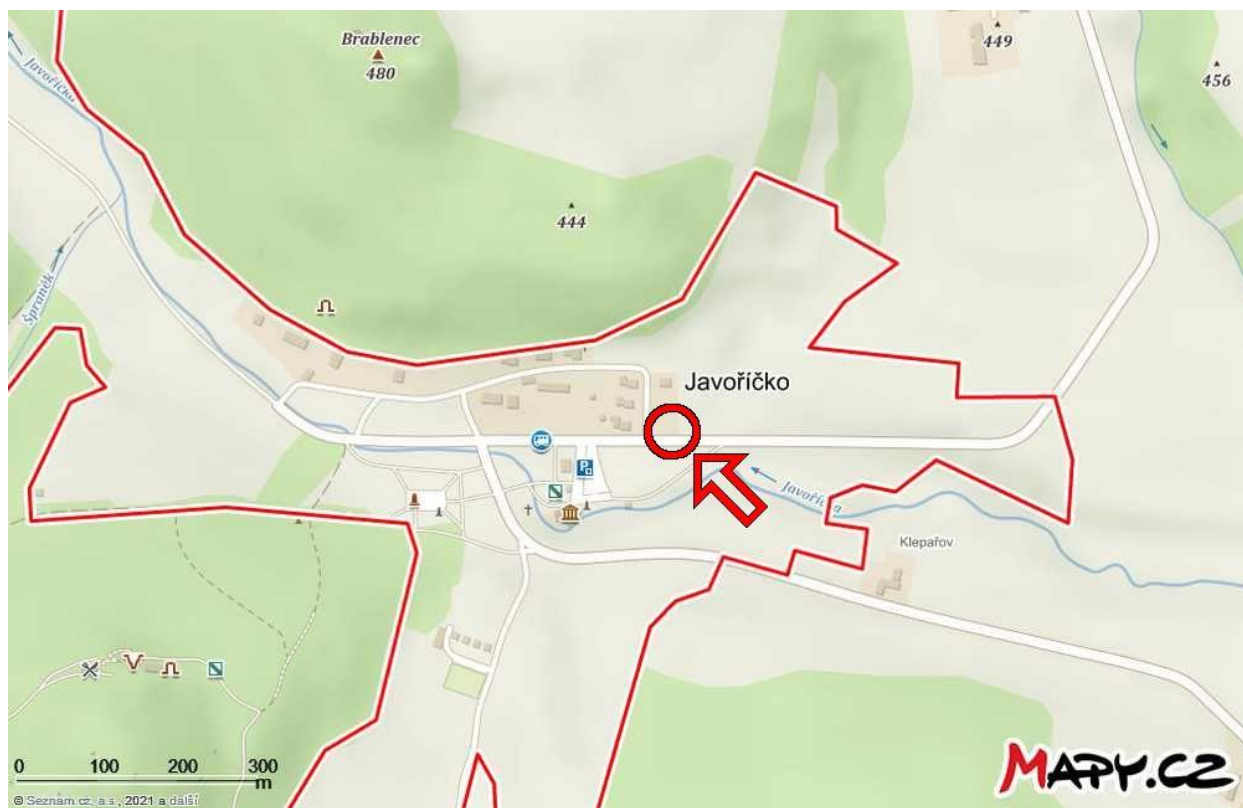 Brablenec
480
449
456
Javoříčka
444
Špraněk
Javoříčko
P
Javoříčka
Klepařov
0 100 200 300
m
© Seznam.cz, a.s., 2021 a další
MAPY.CZ